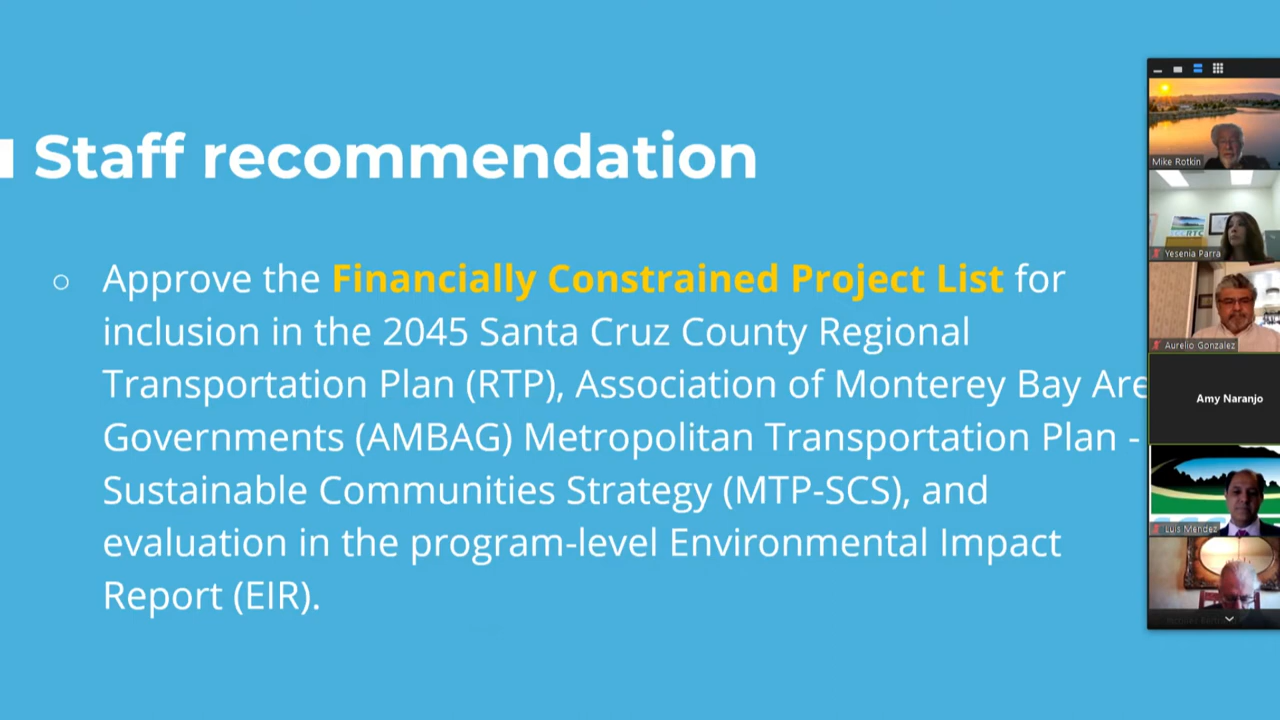 Staff recommendation
Approve the Financially Constrained Project List for
inclusion in the 2045 Santa Cruz County Regional
Transportation Plan (RTP), Association of Monterey Bay Are
Governments (AMBAG) Metropolitan Transportation Plan -
Sustainable Communities Strategy (MTP-SCS), and
evaluation in the program-level Environmental Impact
Report (EIR).
Mike Rotkin
Yesenia Parra
Aurelio Gonzalez
Amy Naranjo
Luis Mendez